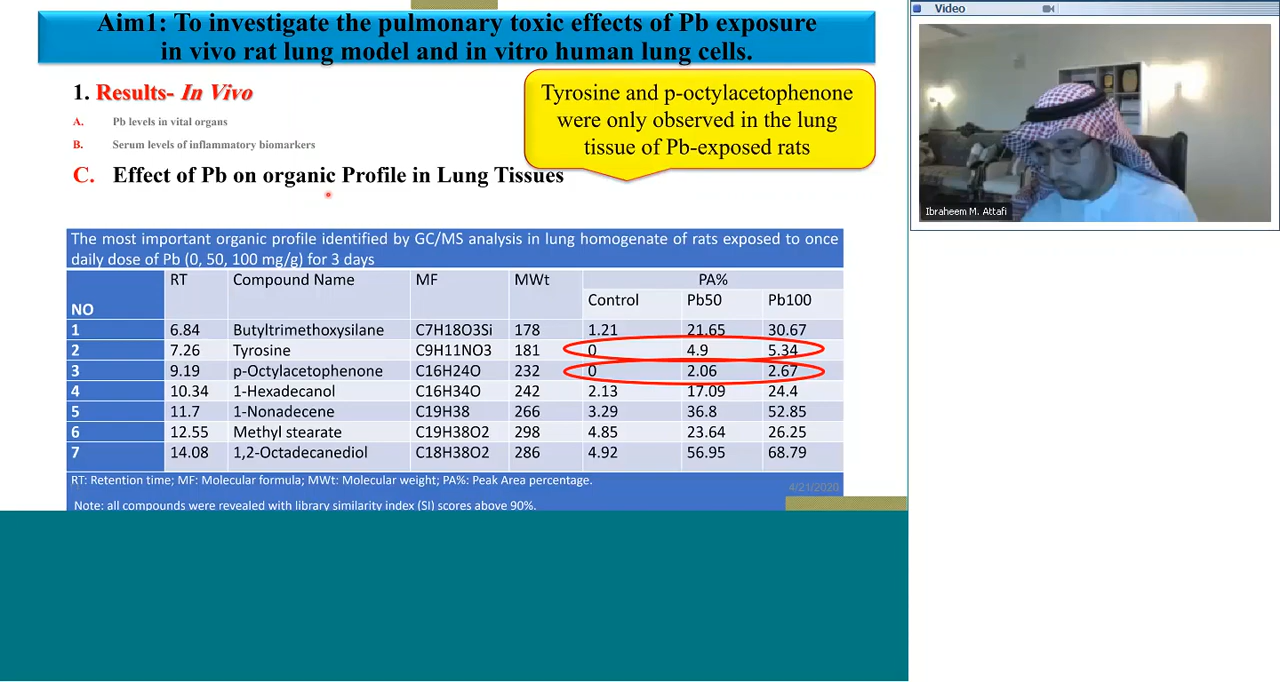 Aim1: To investigate the pulmonary toxic effects of Pb exposure
in vivo rat lung model and in vitro human lung cells.
1. Results- In Vivo
A. Pb levels in vital organs
B. Serum levels of inflammatory biomarkers
C. Effect of Pb on organic Profile in Lung Tissues
Tyrosine and p-octylacetophenone
were only observed in the lung
tissue of Pb-exposed rats
The most important organic profile identified by GC/MS analysis in lung homogenate of rats exposed to once
daily dose of Pb (0, 50, 100 mg/g) for 3 days
NO RT Compound Name MF MWt PA%
Control Pb50 Pb100
1 6.84 Butyltrimethoxysilane C7H18O3Si 178 1.21 21.65 30.67
2 7.26 Tyrosine C9H11NO3 181 0 4.9 5.34
3 9.19 p-Octylacetophenone C16H24O 232 0 2.06 2.67
4 10.34 1-Hexadecanol C16H34O 242 2.13 17.09 24.4
5 11.7 1-Nonadecene C19H38 266 3.29 36.8 52.85
6 12.55 Methyl stearate C19H38O2 298 4.85 23.64 26.25
7 14.08 1,2-Octadecanediol C18H38O2 286 4.92 56.95 68.79
RT: Retention time; MF: Molecular formula; MWt: Molecular weight; PA%: Peak Area percentage.
4/21/2020
Note: all compounds were revealed with library similarity index (SI) scores above 90%.
Video
Ibraheem M. Attafi